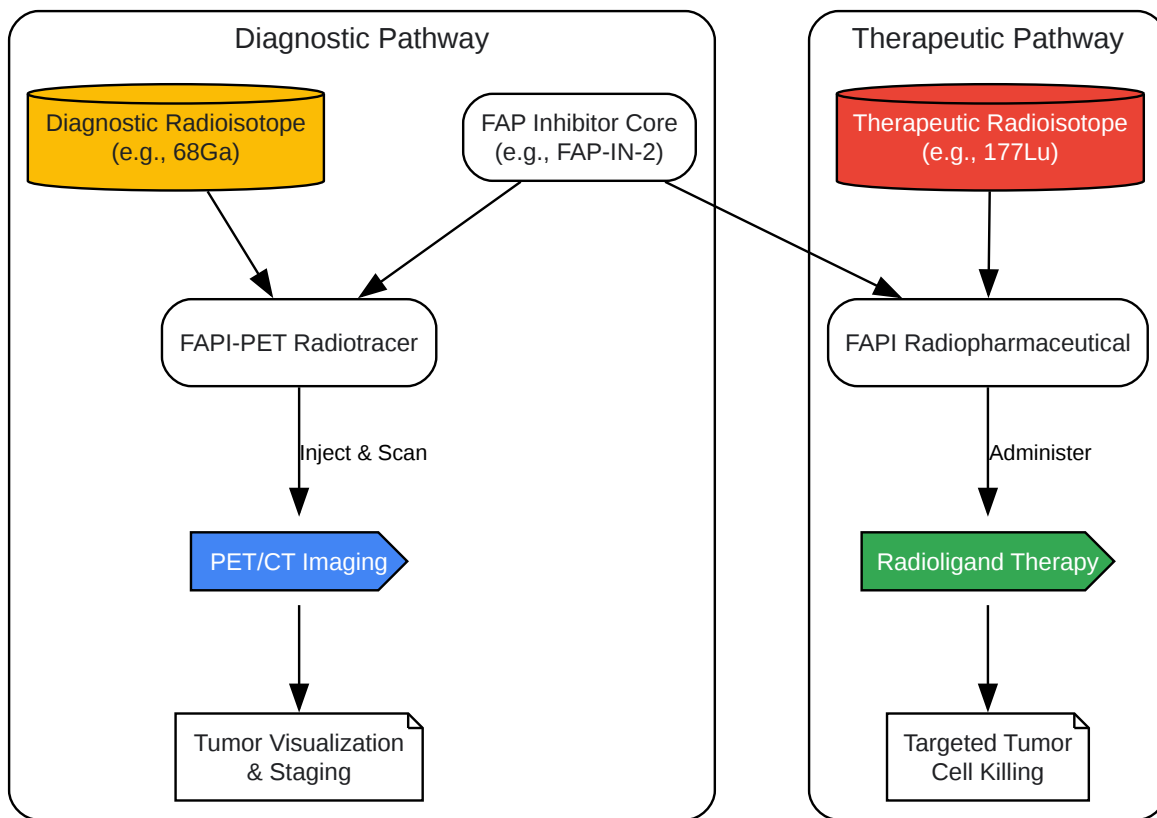 Diagnostic Pathway
Diagnostic Radioisotope
(e.g., 68Ga)
FAP Inhibitor Core
(e.g., FAP-IN-2)
FAPI-PET Radiotracer
Inject & Scan
PET/CT Imaging
Tumor Visualization
& Staging
Therapeutic Pathway
Therapeutic Radioisotope
(e.g., 177Lu)
FAPI Radiopharmaceutical
Administer
Radioligand Therapy
Targeted Tumor
Cell Killing